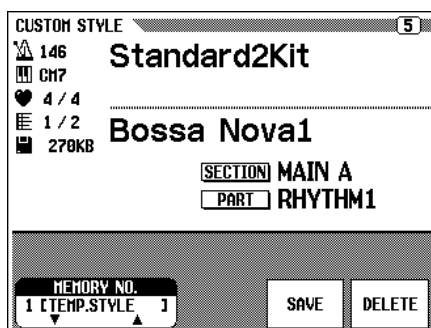 CUSTOM STYLE 5
146
CM7
4/4
1/2
270KB
Standard2Kit
Bossa Nova1
SECTION MAIN A
PART RHYTHM1
MEMORY NO.
1 [TEMP.STYLE ]
SAVE
DELETE